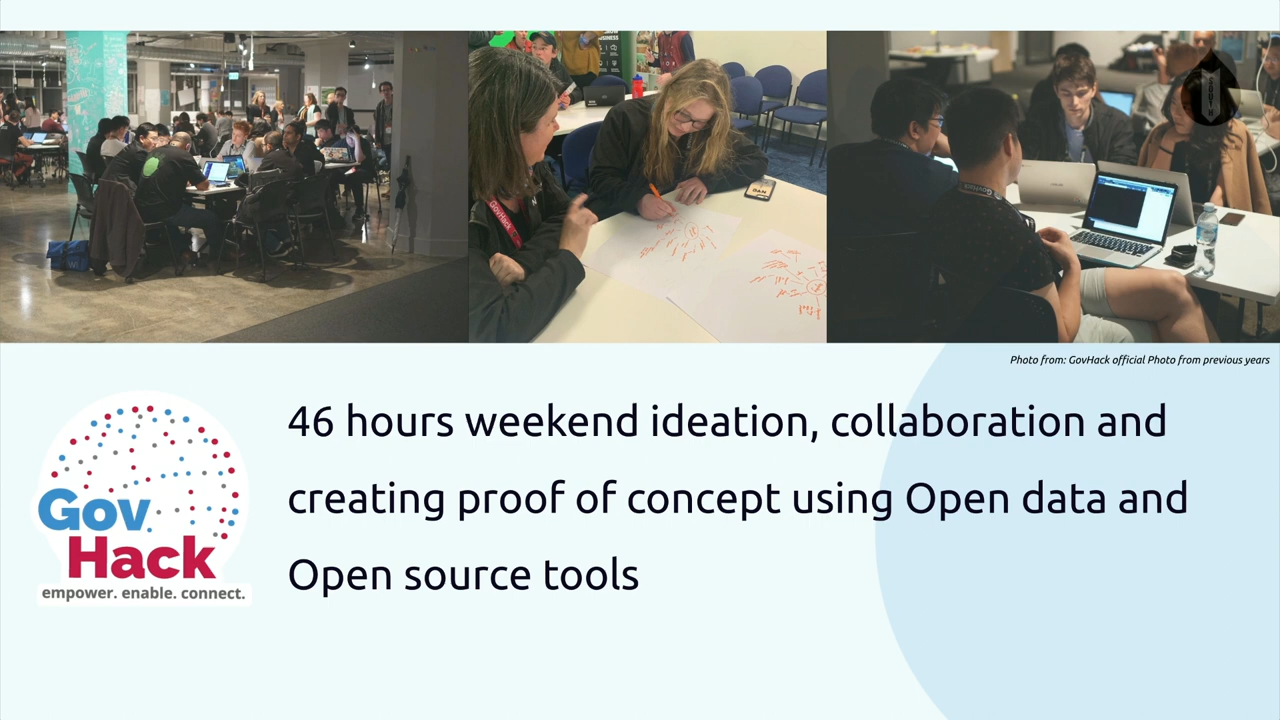 Photo from: GovHack official Photo from previous years
46 hours weekend ideation, collaboration and
creating proof of concept using Open data and
Open source tools
Gov
Hack
empower. enable. connect.
GovHack